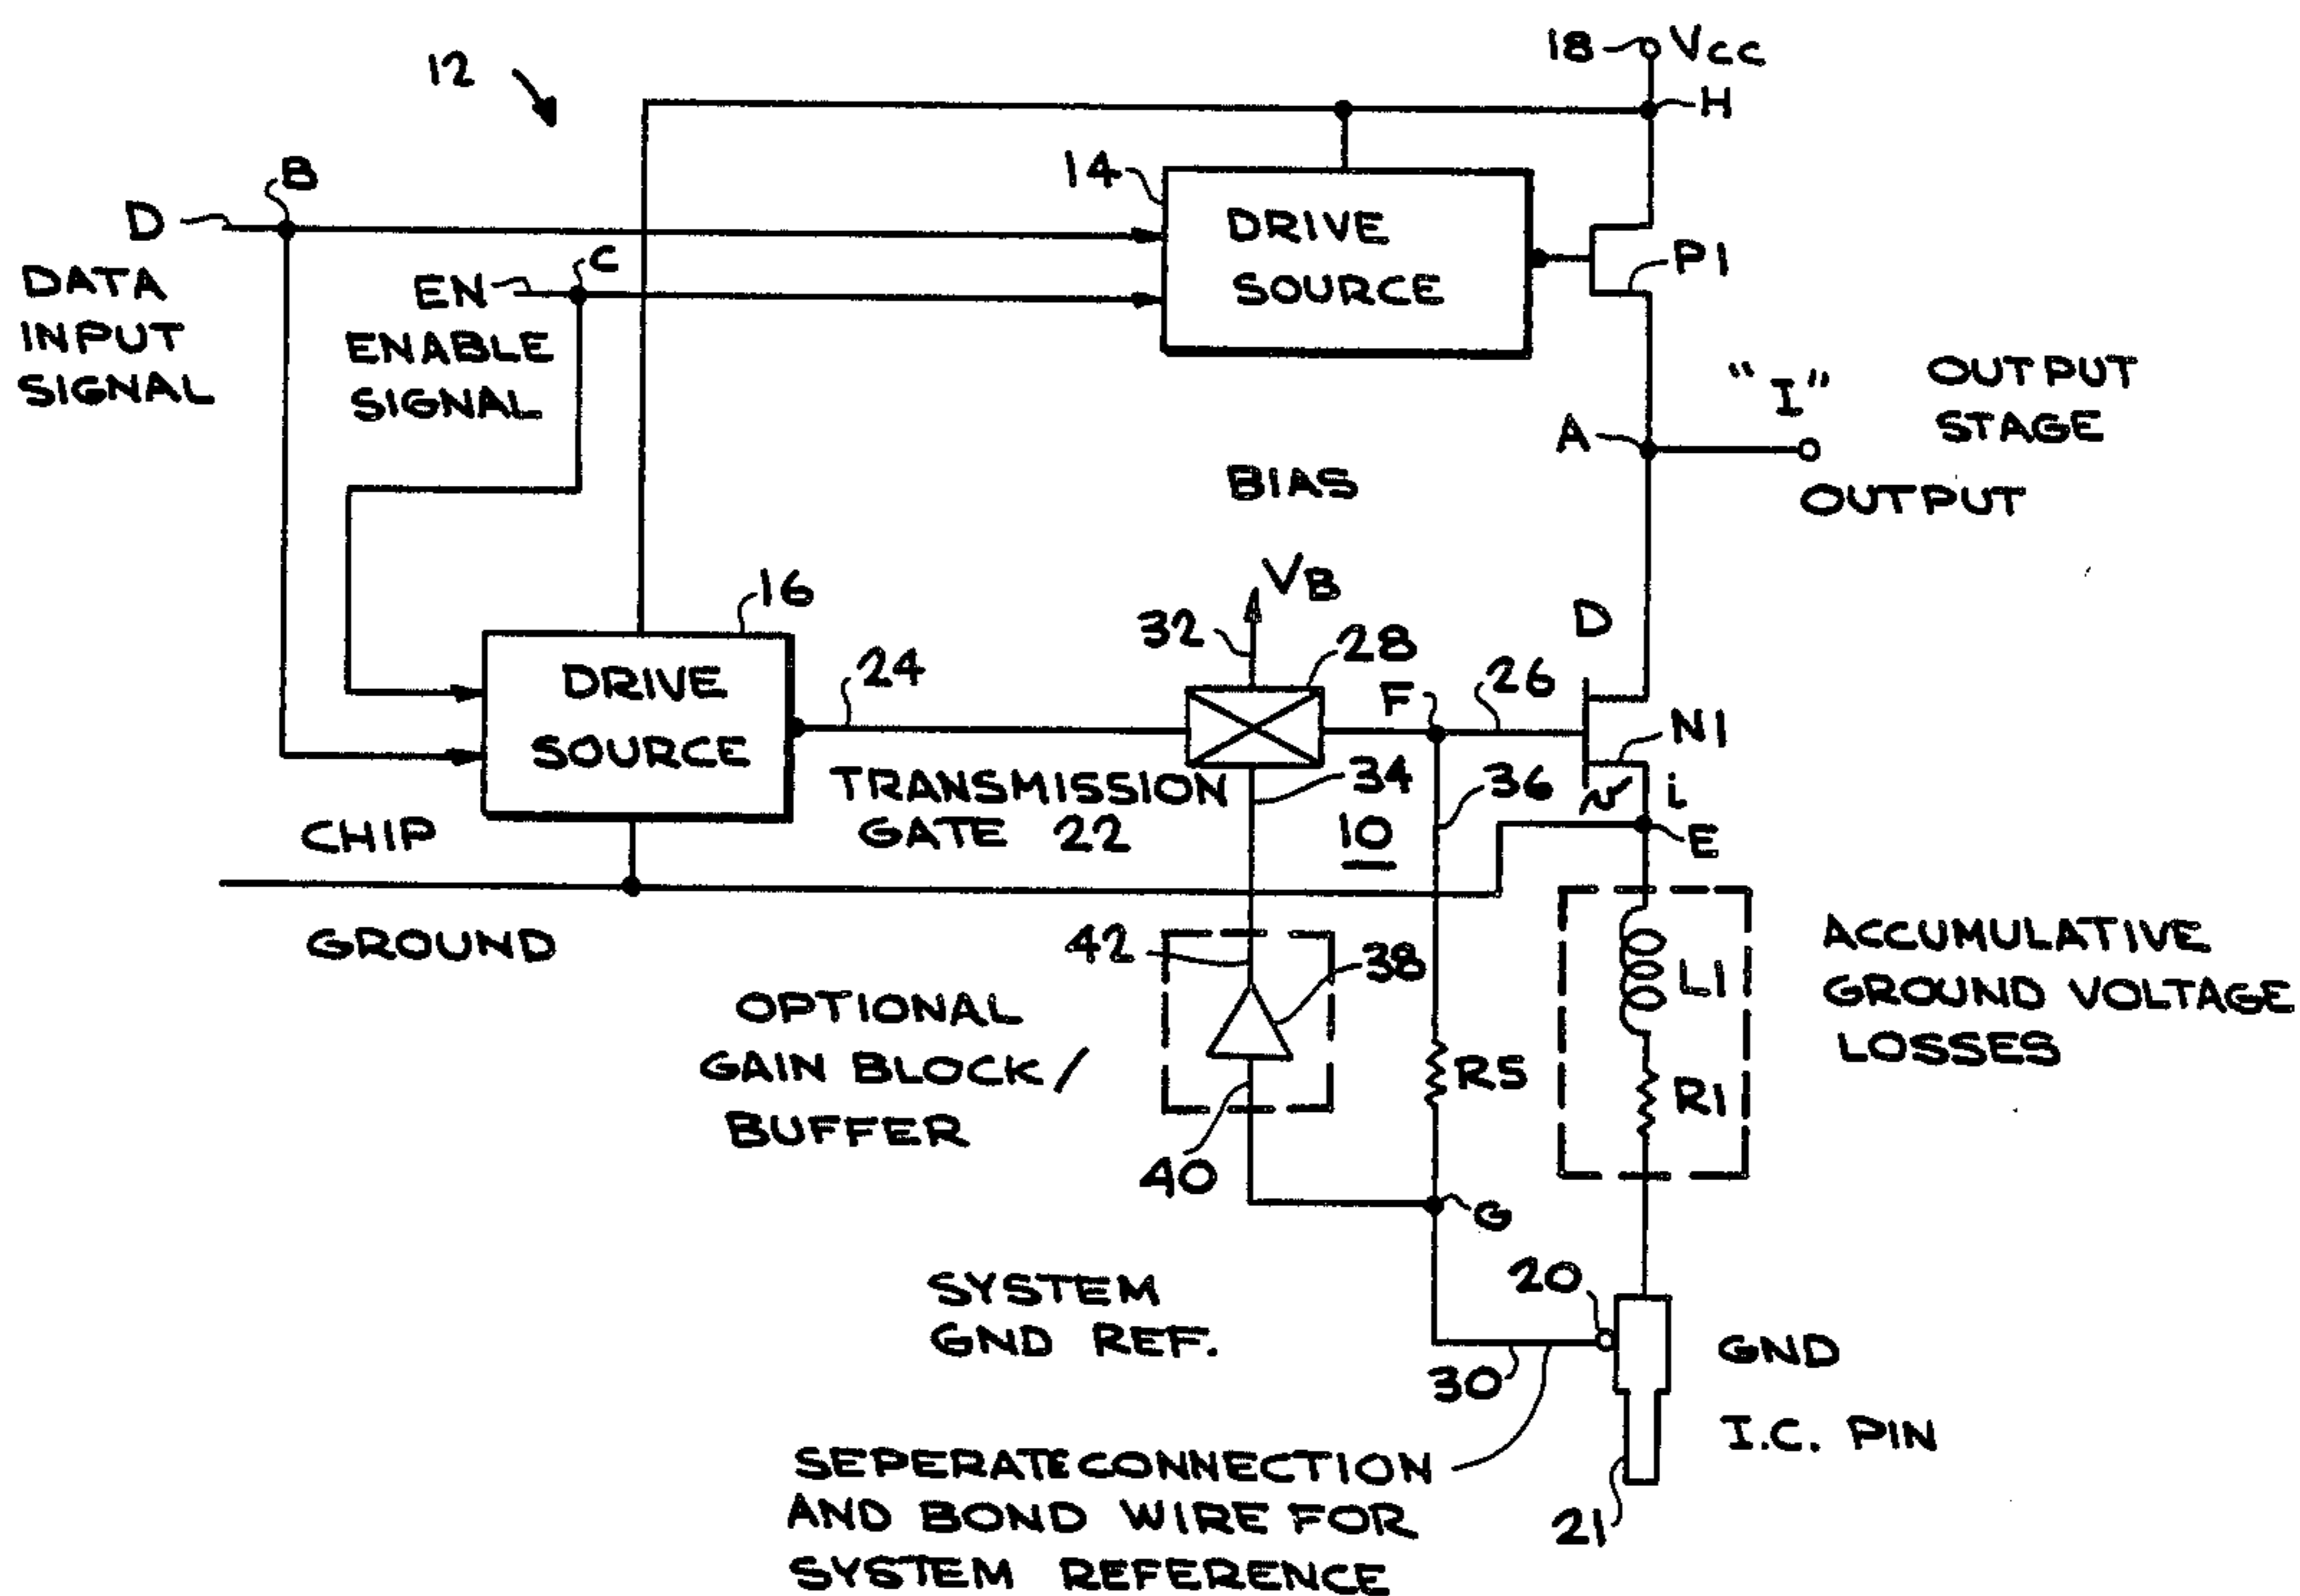 12
18
VCC
H
B
14
D
DRIVE
SOURCE
P1
DATA
INPUT
SIGNAL
C
EN
ENABLE
SIGNAL
"I"
OUTPUT
STAGE
A
OUTPUT
BIAS
VB
16
32
28
D
DRIVE
SOURCE
24
F
26
N1
TRANSMISSION
GATE 22
34
36
i
10
E
CHIP
GROUND
42
38
ACCUMULATIVE
GROUND VOLTAGE
LOSSES
L1
OPTIONAL
GAIN BLOCK/
BUFFER
R5
R1
40
G
SYSTEM
GND REF.
20
30
GND
I.C. PIN
SEPERATE CONNECTION
AND BOND WIRE FOR
SYSTEM REFERENCE
21